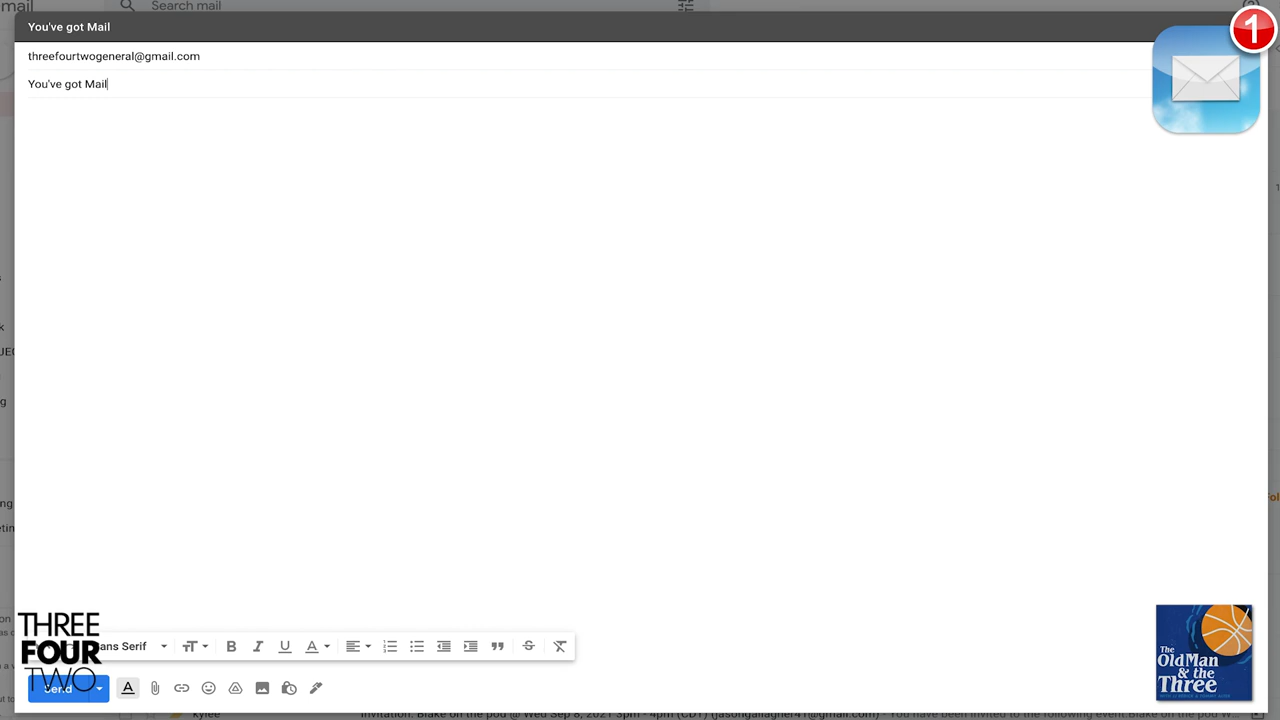 mail
Search mail
You've got Mail
1
threefourtwogeneral@gmail.com
You've got Mail
THREE
FOUR
TWO
ans Serif
Send
The
Old Man
& the
Three
kylee
Invitation: Blake on the pod @ Wed Sep 8, 2021 3pm - 4pm (CDT) (jasongallagher41@gmail.com) - You have been invited to the following event. Blake on the pod W...